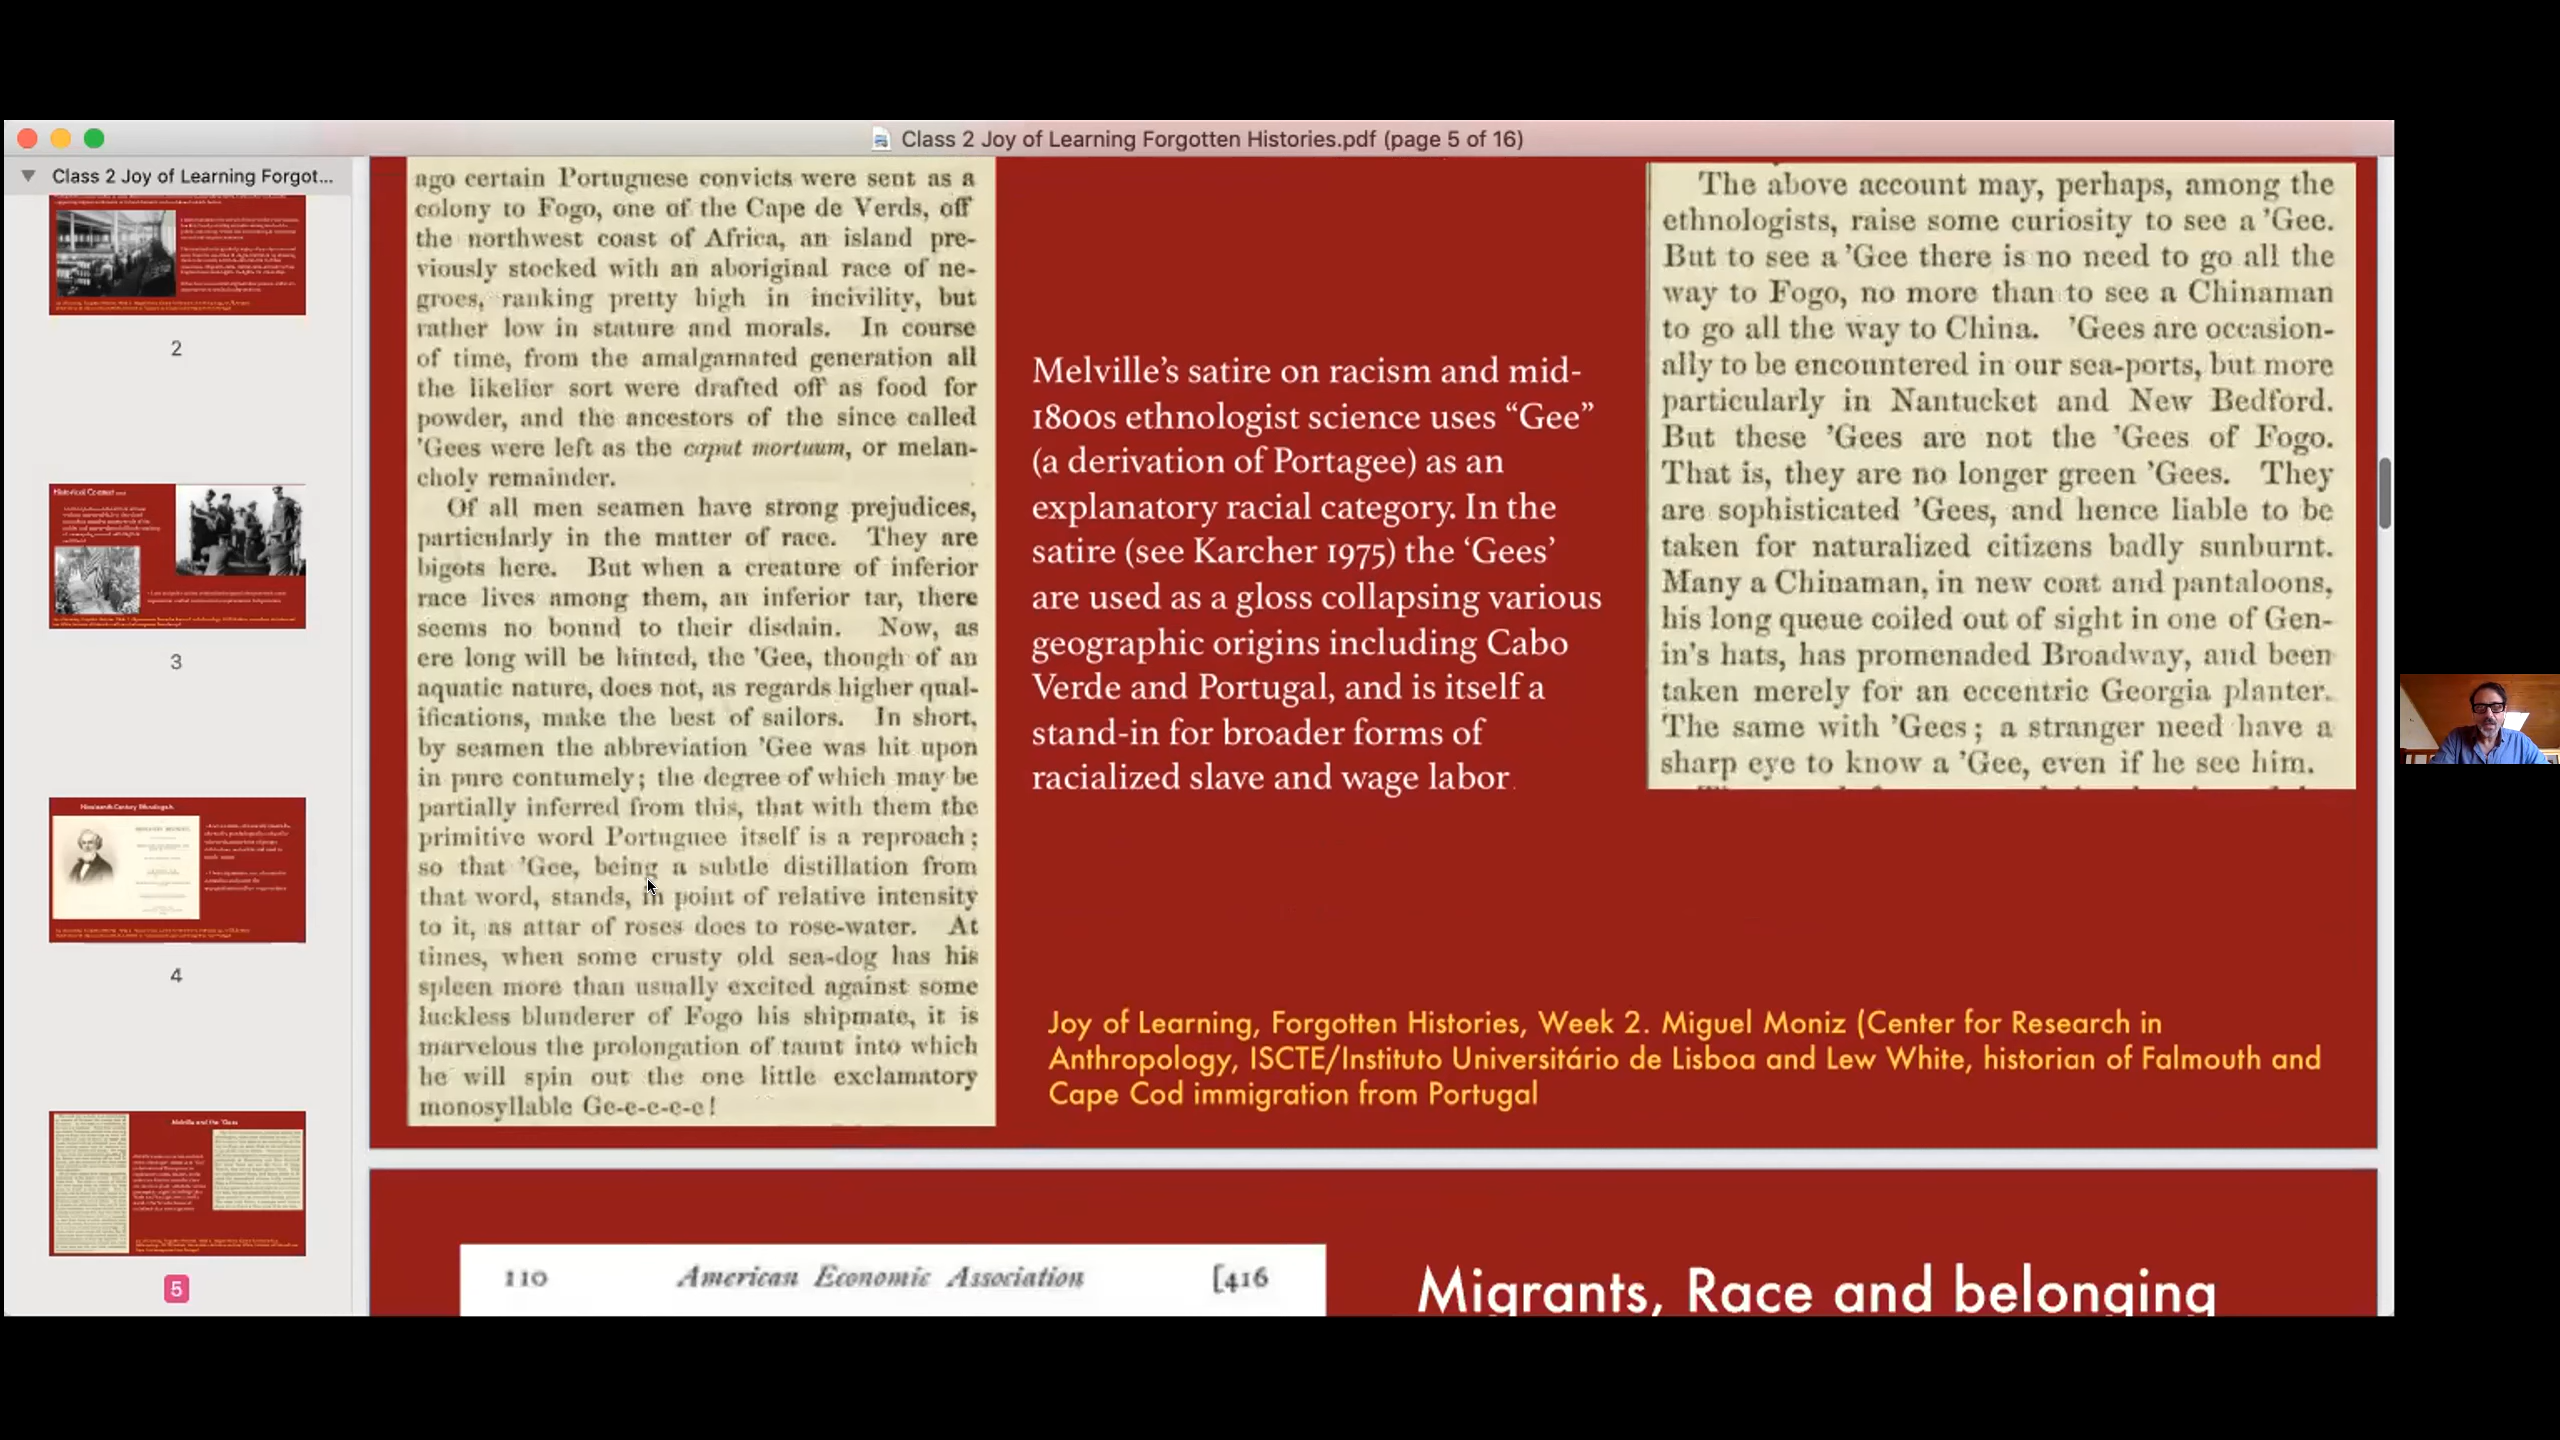 Class 2 Joy of Learning Forgotten Histories.pdf (page 5 of 16)
Class 2 Joy of Learning Forgot...
2
3
4
5
ago certain Portuguese convicts were sent as a
colony to Fogo, one of the Cape de Verds, off
the northwest coast of Africa, an island pre-
viously stocked with an aboriginal race of ne-
groes, ranking pretty high in incivility, but
rather low in stature and morals. In course
of time, from the amalgamated generation all
the likelier sort were drafted off as food for
powder, and the ancestors of the since called
'Gees were left as the caput mortuum, or melan-
choly remainder.
Of all men seamen have strong prejudices,
particularly in the matter of race. They are
bigots here. But when a creature of inferior
race lives among them, an inferior tar, there
seems no bound to their disdain. Now, as
ere long will be hinted, the 'Gee, though of an
aquatic nature, does not, as regards higher qual-
ifications, make the best of sailors. In short,
by seamen the abbreviation 'Gee was hit upon
in pure contumely; the degree of which may be
partially inferred from this, that with them the
primitive word Portuguee itself is a reproach;
so that 'Gee, being a subtle distillation from
that word, stands, in point of relative intensity
to it, as attar of roses does to rose-water. At
times, when some crusty old sea-dog has his
spleen more than usually excited against some
luckless blunderer of Fogo his shipmate, it is
marvelous the prolongation of taunt into which
he will spin out the one little exclamatory
monosyllable Ge-e-e-e-e!
Melville's satire on racism and mid-
1800s ethnologist science uses “Gee”
(a derivation of Portagee) as an
explanatory racial category. In the
satire (see Karcher 1975) the ‘Gees’
are used as a gloss collapsing various
geographic origins including Cabo
Verde and Portugal, and is itself a
stand-in for broader forms of
racialized slave and wage labor.
The above account may, perhaps, among the
ethnologists, raise some curiosity to see a 'Gee.
But to see a 'Gee there is no need to go all the
way to Fogo, no more than to see a Chinaman
to go all the way to China. 'Gees are occasion-
ally to be encountered in our sea-ports, but more
particularly in Nantucket and New Bedford.
But these 'Gees are not the 'Gees of Fogo.
That is, they are no longer green 'Gees. They
are sophisticated 'Gees, and hence liable to be
taken for naturalized citizens badly sunburnt.
Many a Chinaman, in new coat and pantaloons,
his long queue coiled out of sight in one of Gen-
in's hats, has promenaded Broadway, and been
taken merely for an eccentric Georgia planter.
The same with 'Gees; a stranger need have a
sharp eye to know a 'Gee, even if he see him.
Joy of Learning, Forgotten Histories, Week 2. Miguel Moniz (Center for Research in
Anthropology, ISCTE/Instituto Universitário de Lisboa and Lew White, historian of Falmouth and
Cape Cod immigration from Portugal
110 American Economic Association [416
Migrants, Race and belonging